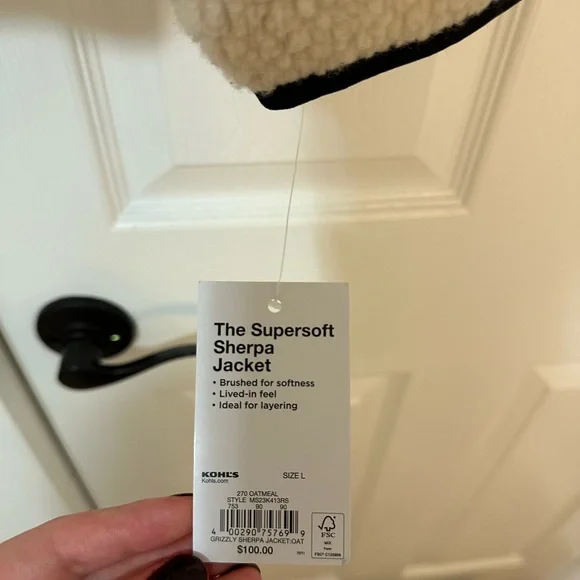 The Supersoft
Sherpa
Jacket
• Brushed for softness
• Lived-in feel
• Ideal for layering
KOHL'S
Kohls.com
SIZE L
270 OATMEAL
STYLE MS23K413RS
753 90 90
4 00290 75769 9
GRIZZLY SHERPA JACKET:OAT
$100.00
FSC
MIX